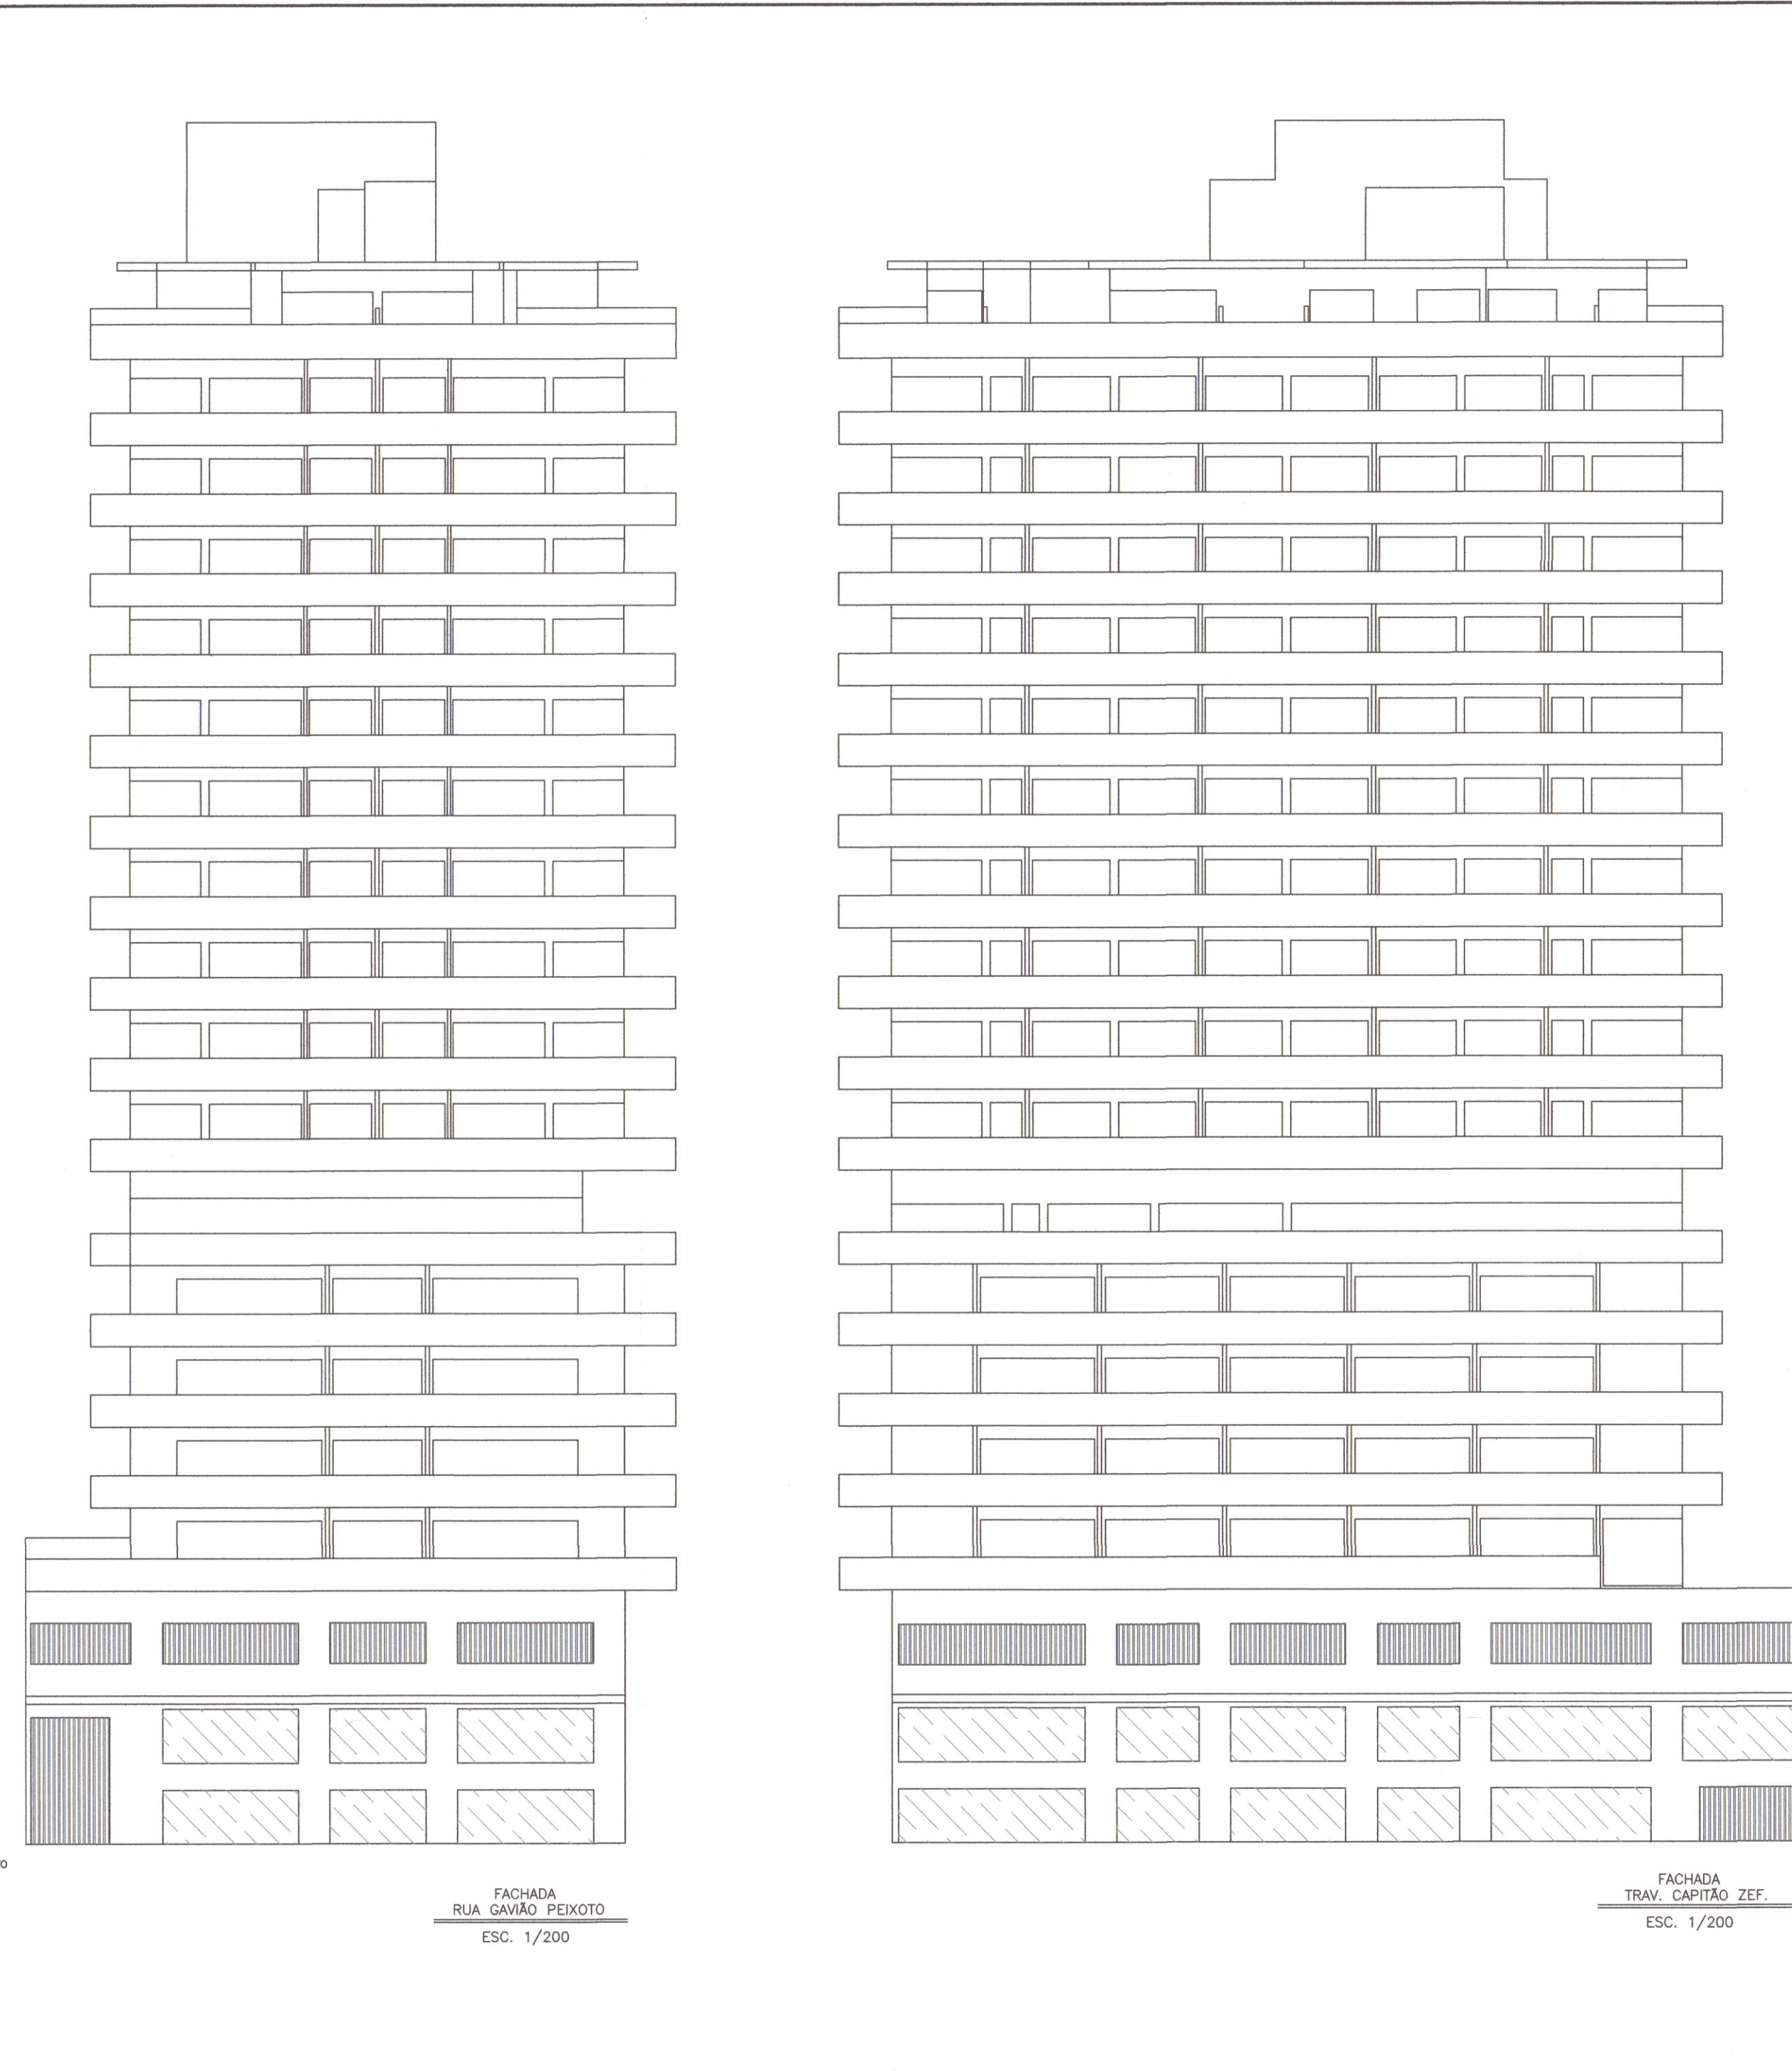 FACHADA
RUA GAVIÃO PEIXOTO
ESC. 1/200
FACHADA
TRAV. CAPITÃO ZEF.
ESC. 1/200